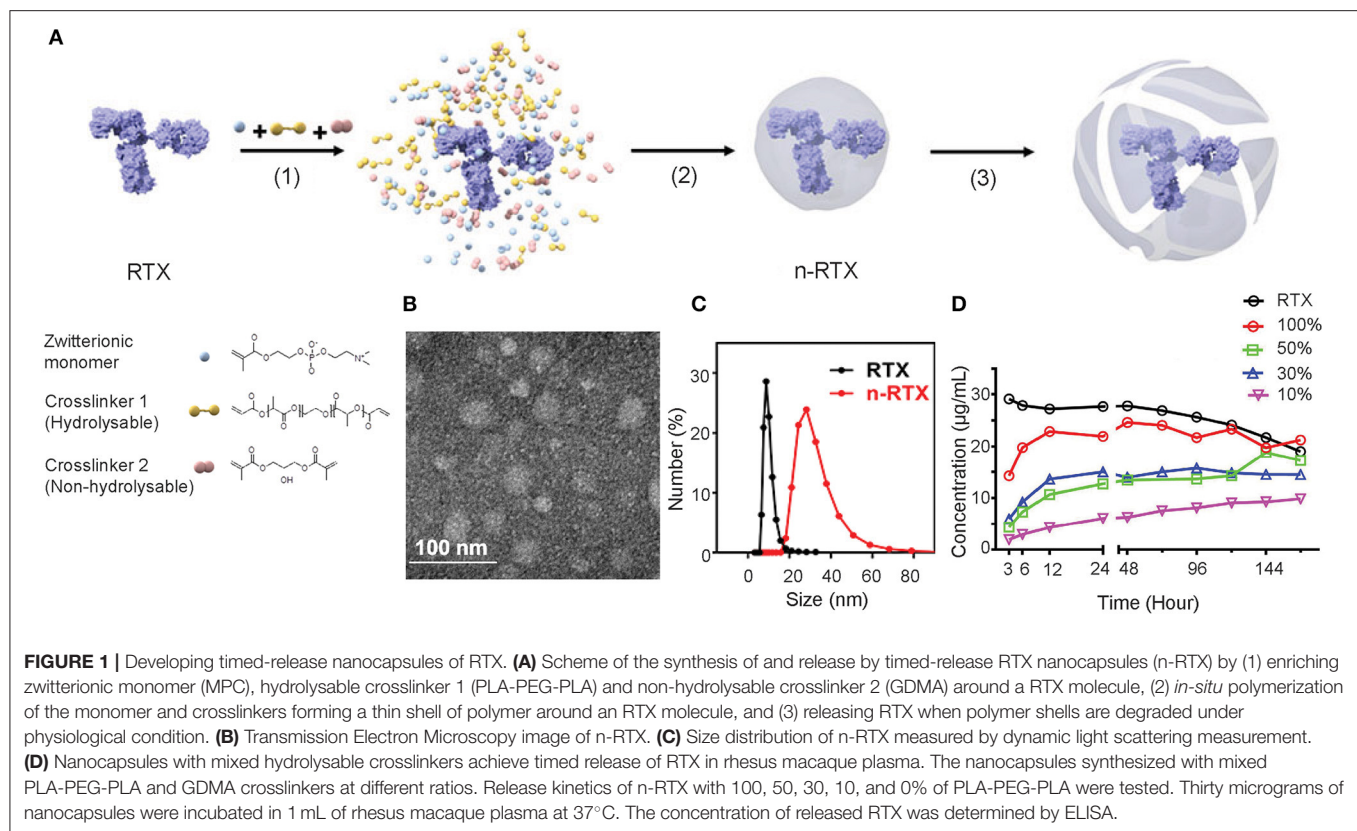 A
+ + +
(1)
(2)
(3)
RTX
n-RTX
Zwitterionic
monomer
O
O
O
P
O-
O
O
N+
Crosslinker 1
(Hydrolysable)
Crosslinker 2
(Non-hydrolysable)
OH
B
100 nm
C
RTX
n-RTX
Number (%)
30
20
10
0
0 20 40 60 80
Size (nm)
D
RTX
100%
50%
30%
10%
Concentration (µg/mL)
30
20
10
0
3 6 12 24 48 96 144
Time (Hour)
FIGURE 1 | Developing timed-release nanocapsules of RTX. (A) Scheme of the synthesis of and release by timed-release RTX nanocapsules (n-RTX) by (1) enriching
zwitterionic monomer (MPC), hydrolysable crosslinker 1 (PLA-PEG-PLA) and non-hydrolysable crosslinker 2 (GDMA) around a RTX molecule, (2) in-situ polymerization
of the monomer and crosslinkers forming a thin shell of polymer around an RTX molecule, and (3) releasing RTX when polymer shells are degraded under
physiological condition. (B) Transmission Electron Microscopy image of n-RTX. (C) Size distribution of n-RTX measured by dynamic light scattering measurement.
(D) Nanocapsules with mixed hydrolysable crosslinkers achieve timed release of RTX in rhesus macaque plasma. The nanocapsules synthesized with mixed
PLA-PEG-PLA and GDMA crosslinkers at different ratios. Release kinetics of n-RTX with 100, 50, 30, 10, and 0% of PLA-PEG-PLA were tested. Thirty micrograms of
nanocapsules were incubated in 1 mL of rhesus macaque plasma at 37°C. The concentration of released RTX was determined by ELISA.